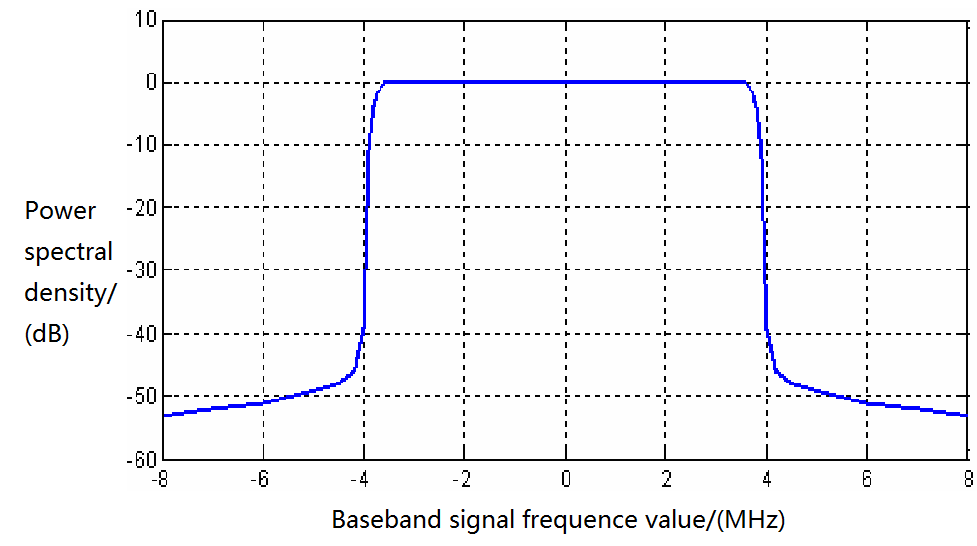 10
0
-10
-20
-30
-40
-50
-60
Power
spectral
density/
(dB)
-8 -6 -4 -2 0 2 4 6 8
Baseband signal frequence value/(MHz)